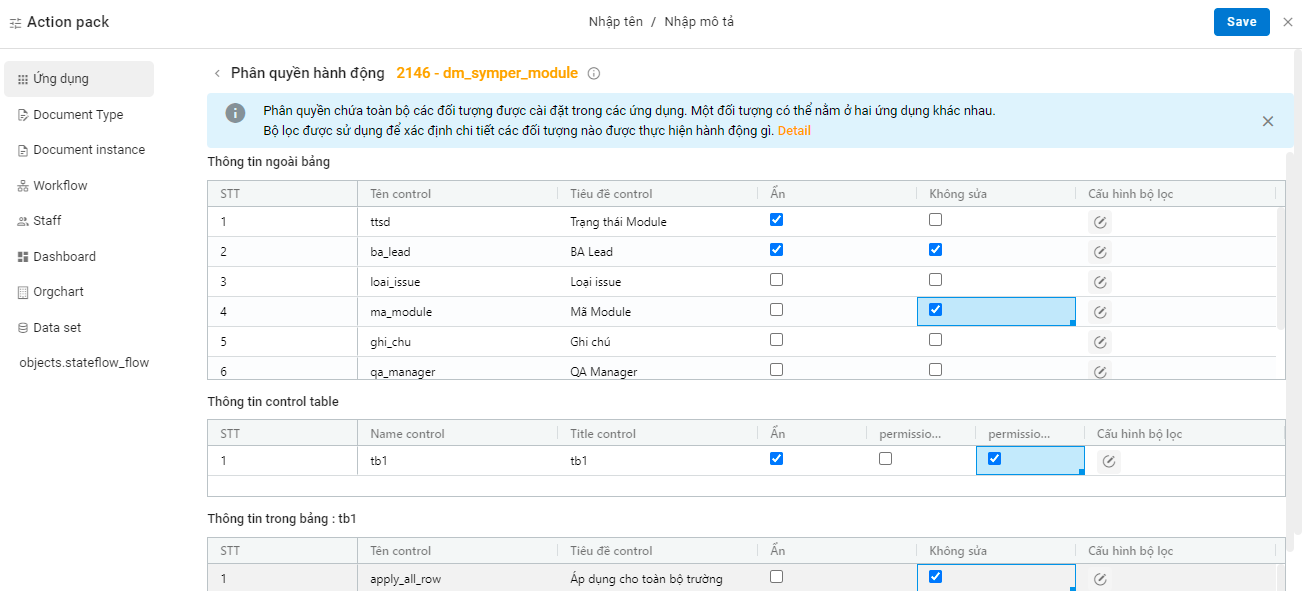 Action pack
Nhập tên / Nhập mô tả
Save
Ứng dụng
Document Type
Document instance
Workflow
Staff
Dashboard
Orgchart
Data set
objects.stateflow_flow
Phân quyền hành động 2146 - dm_symper_module
Phân quyền chứa toàn bộ các đối tượng được cài đặt trong các ứng dụng. Một đối tượng có thể nằm ở hai ứng dụng khác nhau.
Bộ lọc được sử dụng để xác định chi tiết các đối tượng nào được thực hiện hành động gì. Detail
Thông tin ngoài bảng
STT Tên control Tiêu đề control Ẩn Không sửa Cấu hình bộ lọc
1 ttsd Trạng thái Module
2 ba_lead BA Lead
3 loai_issue Loại issue
4 ma_module Mã Module
5 ghi_chu Ghi chú
6 qa_manager QA Manager
Thông tin control table
STT Name control Title control Ẩn permissio... permissio... Cấu hình bộ lọc
1 tb1 tb1
Thông tin trong bảng : tb1
STT Tên control Tiêu đề control Ẩn Không sửa Cấu hình bộ lọc
1 apply_all_row Áp dụng cho toàn bộ trường